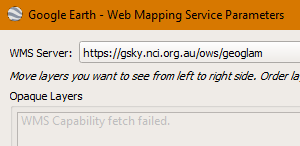 Google Earth - Web Mapping Service Parameters
WMS Server: https://gsky.nci.org.au/ows/geoglam
Move layers you want to see from left to right side. Order la
Opaque Layers
WMS Capability fetch failed.